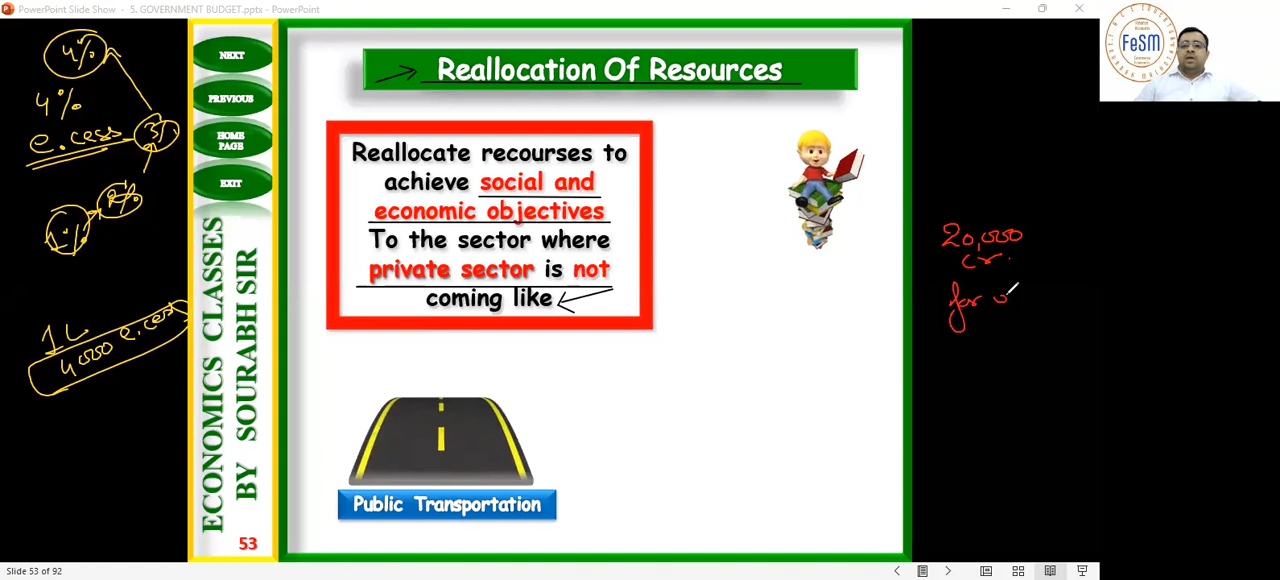 PowerPoint Slide Show - 5. GOVERNMENT BUDGET.pptx - PowerPoint
4%
4%
e.cess 3%
2%
1%
1L
4000 e.cess
NEXT
PREVIOUS
HOME
PAGE
EXIT
ECONOMICS CLASSES
BY SOURABH SIR
53
Reallocation Of Resources
Reallocate recourses to
achieve social and
economic objectives
To the sector where
private sector is not
coming like
Public Transportation
20,000
cr.
for
FeSM
Slide 53 of 92